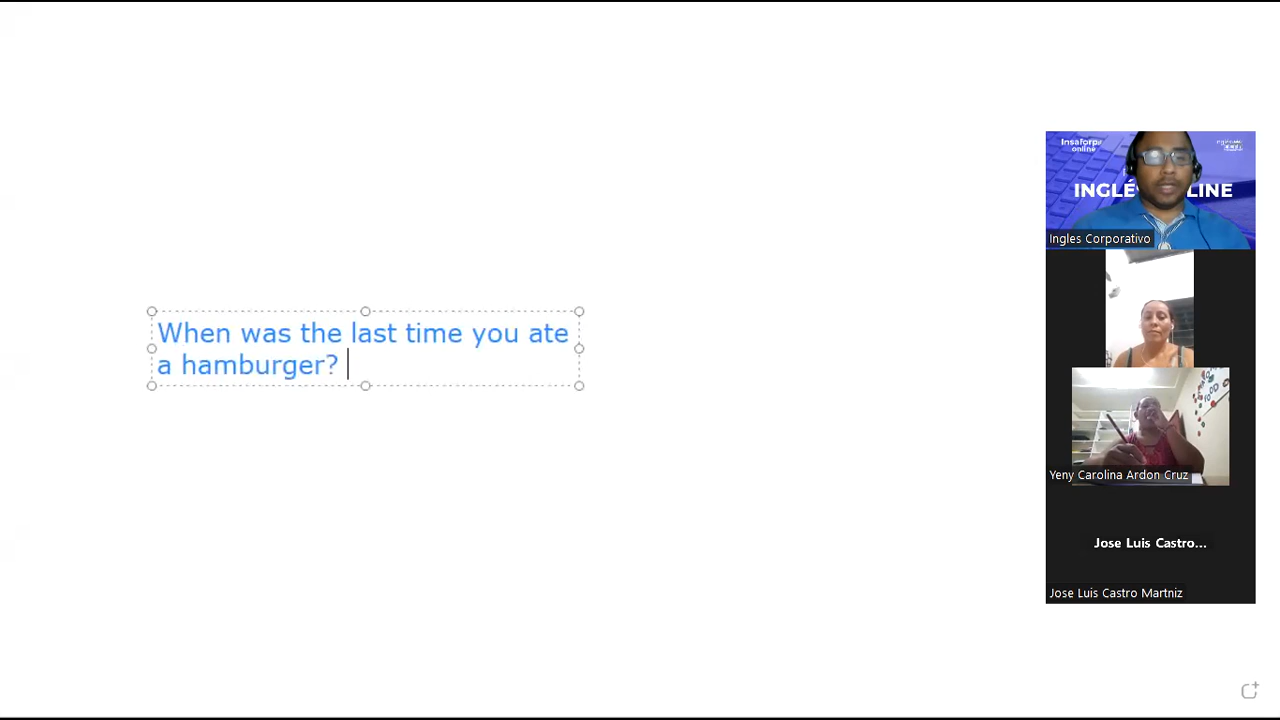 When was the last time you ate
a hamburger?
Insaforp
online
INGLÉ
LINE
Ingles Corporativo
Yeny Carolina Ardon Cruz
Jose Luis Castro...
Jose Luis Castro Martniz